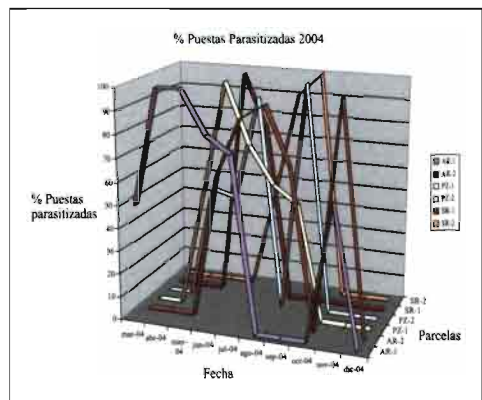 % Puestas Parasitizadas 2004
100
90
80
70
60
50
40
30
20
10
0
% Puestas
parasitizadas
mar-04
abr-04
may-04
jun-04
jul-04
ago-04
sep-04
oct-04
nov-04
dic-04
Fecha
AR-1
AR-2
PZ-1
PZ-2
SR-1
SR-2
Parcelas
AR-1
AR-2
PZ-1
PZ-2
SR-1
SR-2